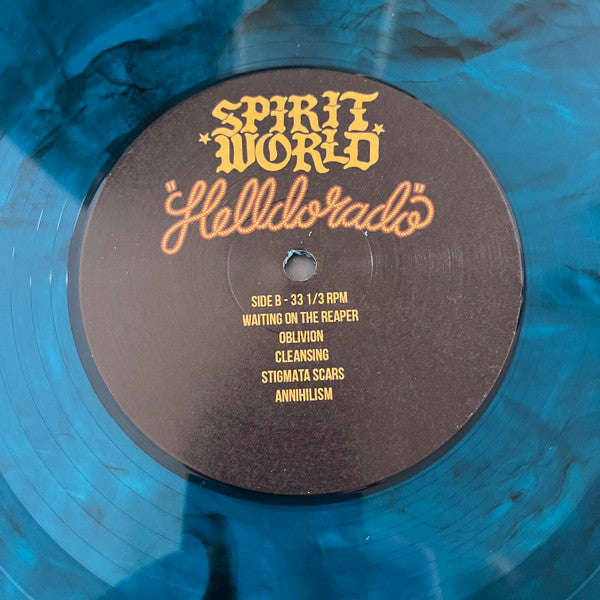 SPIRIT
WORLD
"Helldorado"
SIDE B - 33 1/3 RPM
WAITING ON THE REAPER
OBLIVION
CLEANSING
STIGMATA SCARS
ANNIHILISM